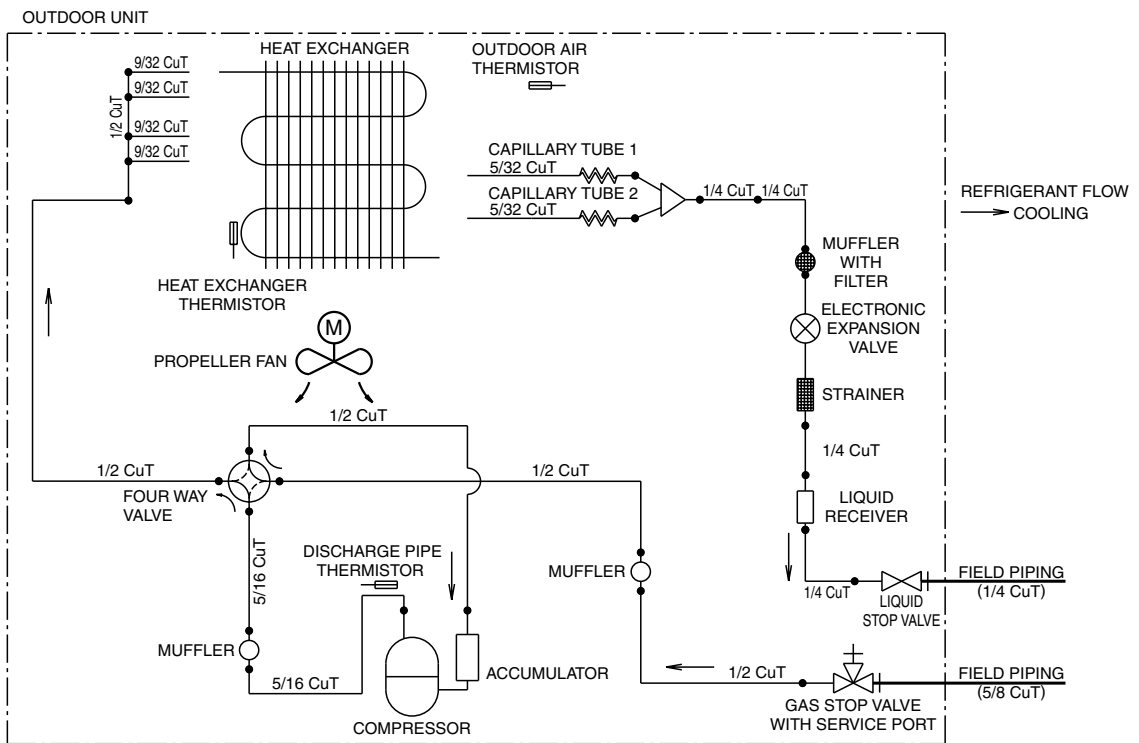 OUTDOOR UNIT
9/32 CuT
9/32 CuT
9/32 CuT
9/32 CuT
1/2 CuT
HEAT EXCHANGER
OUTDOOR AIR
THERMISTOR
CAPILLARY TUBE 1
5/32 CuT
CAPILLARY TUBE 2
5/32 CuT
1/4 CuT
1/4 CuT
REFRIGERANT FLOW
COOLING
MUFFLER
WITH
FILTER
HEAT EXCHANGER
THERMISTOR
ELECTRONIC
EXPANSION
VALVE
M
PROPELLER FAN
STRAINER
1/2 CuT
1/4 CuT
1/2 CuT
1/2 CuT
FOUR WAY
VALVE
LIQUID
RECEIVER
5/16 CuT
DISCHARGE PIPE
THERMISTOR
MUFFLER
1/4 CuT
LIQUID
STOP VALVE
FIELD PIPING
(1/4 CuT)
MUFFLER
5/16 CuT
ACCUMULATOR
COMPRESSOR
1/2 CuT
GAS STOP VALVE
WITH SERVICE PORT
FIELD PIPING
(5/8 CuT)